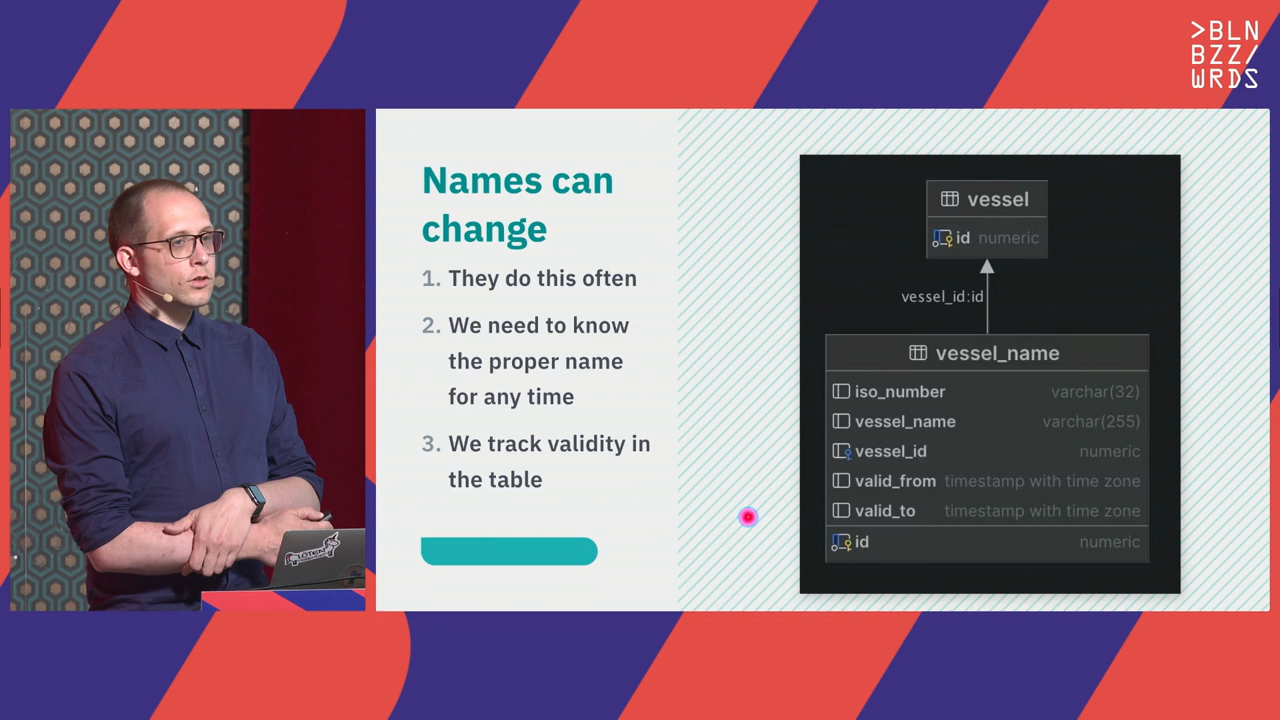 >BLN
BZZ/
WRDS
Names can
change
1. They do this often
2. We need to know
the proper name
for any time
3. We track validity in
the table
vessel
id numeric
vessel_id:id
vessel_name
iso_number varchar(32)
vessel_name varchar(255)
vessel_id numeric
valid_from timestamp with time zone
valid_to timestamp with time zone
id numeric